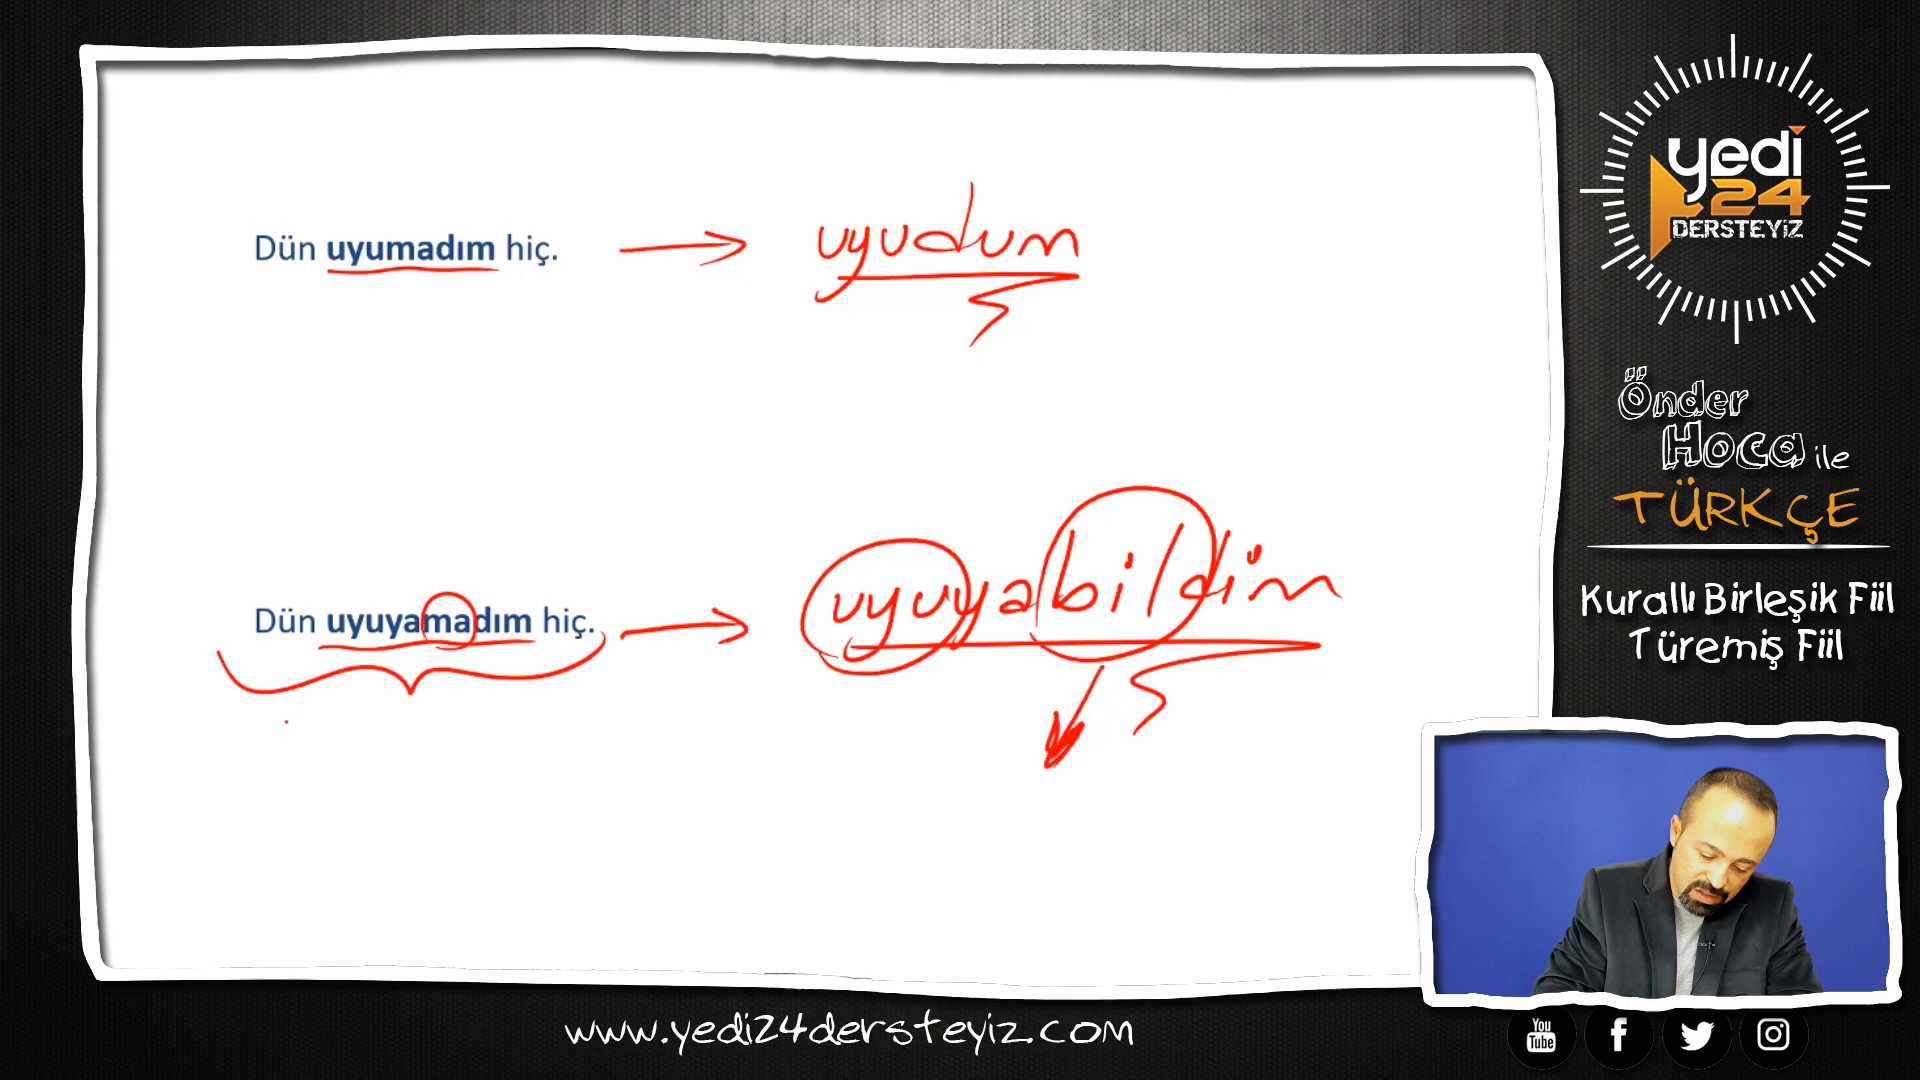 Dün uyumadım hiç.
uyudum
Dün uyuyamadım hiç.
uyuyabildim
yedi
24
DERSTEYİZ
Önder
Hoca ile
TÜRKÇE
Kurallı Birleşik Fiil
Türemiş Fiil
www.yedi24dersteyiz.com
You
Tube